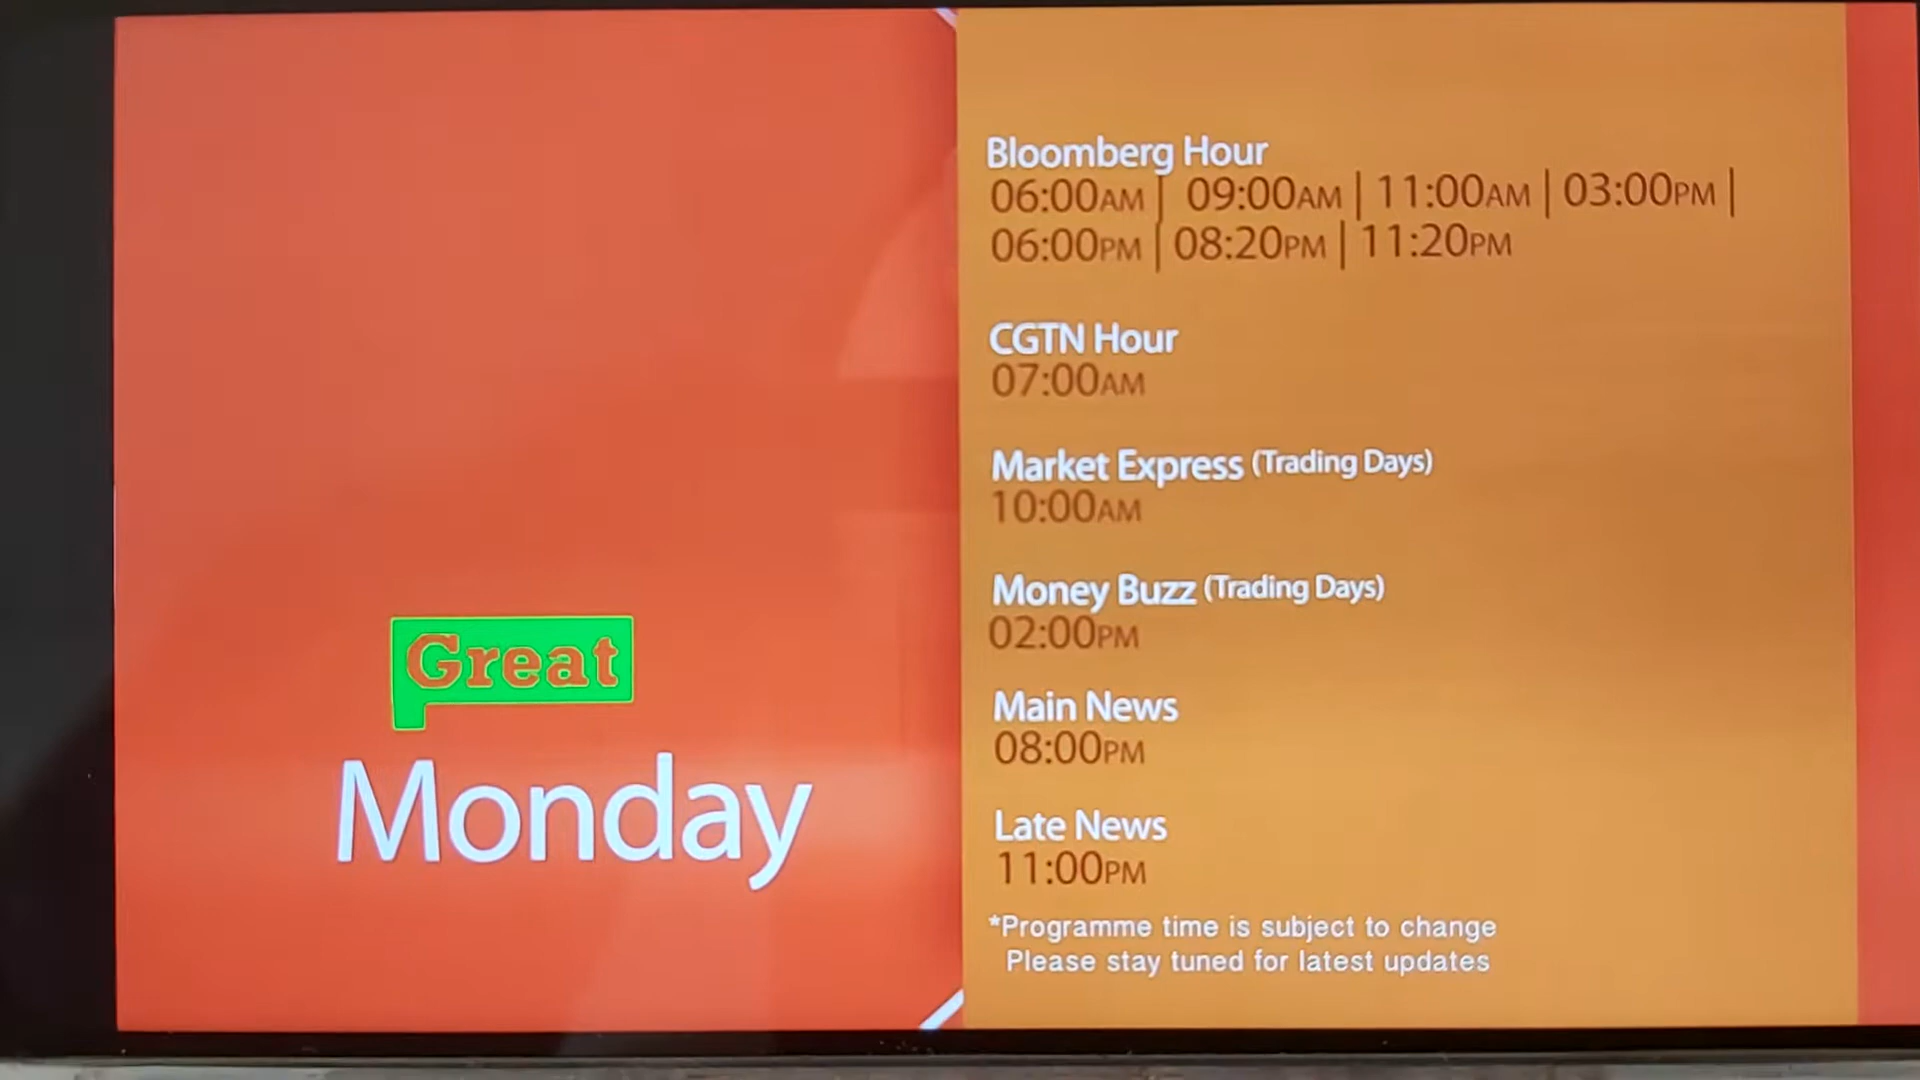 Great
Monday
Bloomberg Hour
06:00AM | 09:00AM | 11:00AM | 03:00PM |
06:00PM | 08:20PM | 11:20PM
CGTN Hour
07:00AM
Market Express (Trading Days)
10:00AM
Money Buzz (Trading Days)
02:00PM
Main News
08:00PM
Late News
11:00PM
*Programme time is subject to change
Please stay tuned for latest updates